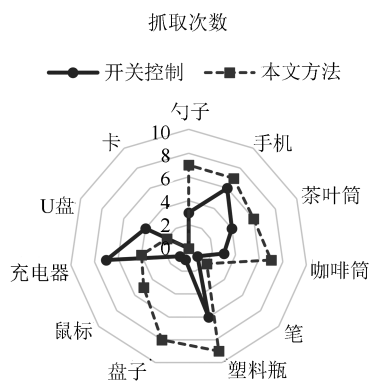 抓取次数
开关控制 本文方法
勺子
10
卡 手机
8
6
U盘 茶叶筒
4
2
0
充电器 咖啡筒
鼠标 笔
盘子 塑料瓶